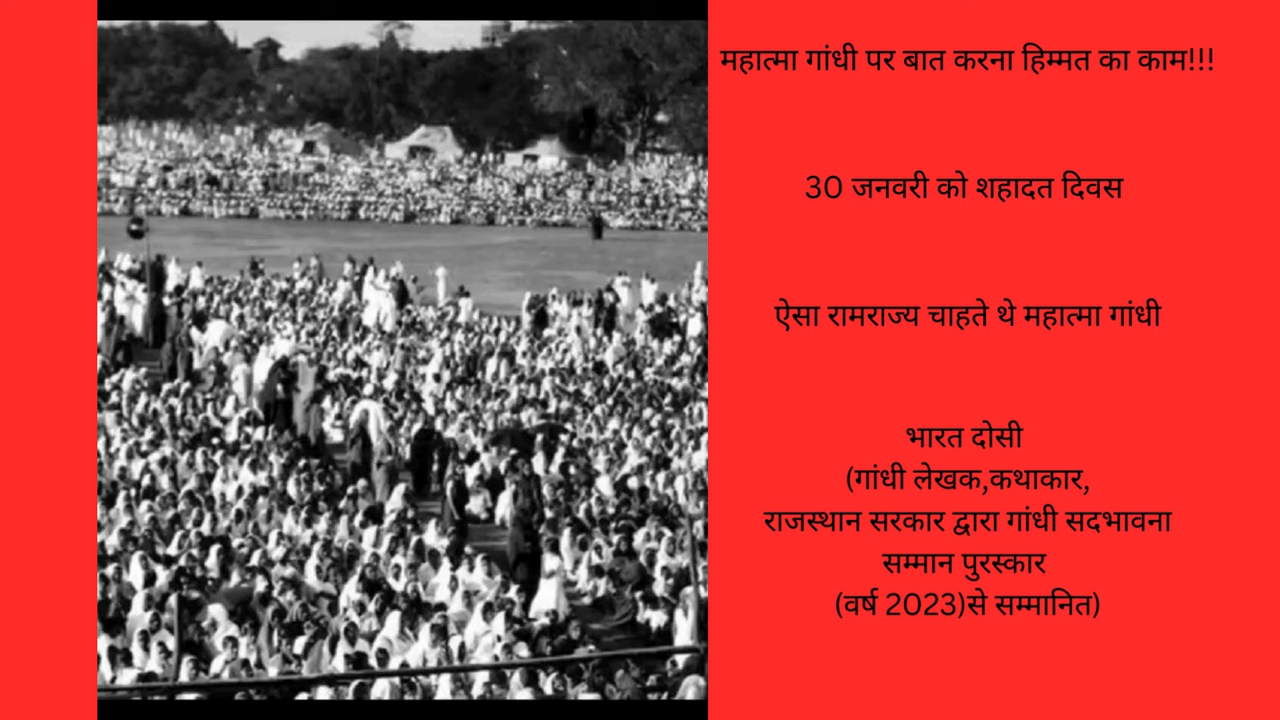 महात्मा गांधी पर बात करना हिम्मत का काम!!!
30 जनवरी को शहादत दिवस
ऐसा रामराज्य चाहते थे महात्मा गांधी
भारत दोसी
(गांधी लेखक,कथाकार,
राजस्थान सरकार द्वारा गांधी सदभावना
सम्मान पुरस्कार
(वर्ष 2023)से सम्मानित)